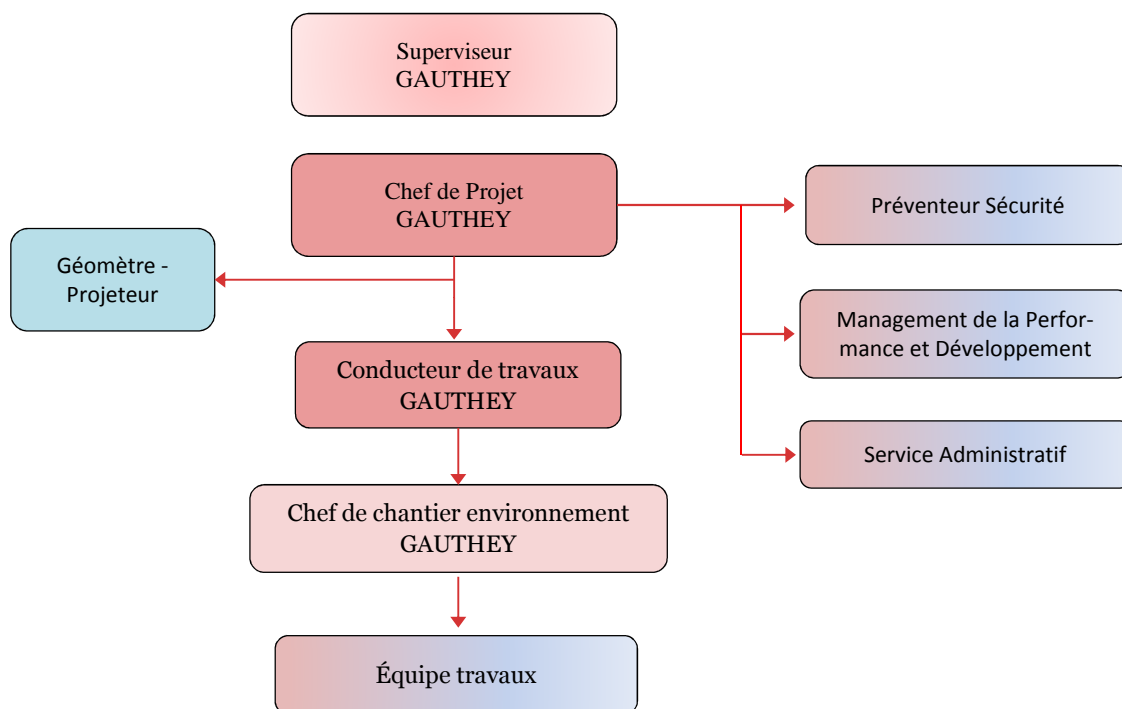 Superviseur
GAUTHEY
Chef de Projet
GAUTHEY
Préventeur Sécurité
Géomètre -
Projeteur
Management de la Perfor-
mance et Développement
Conducteur de travaux
GAUTHEY
Service Administratif
Chef de chantier environnement
GAUTHEY
Équipe travaux